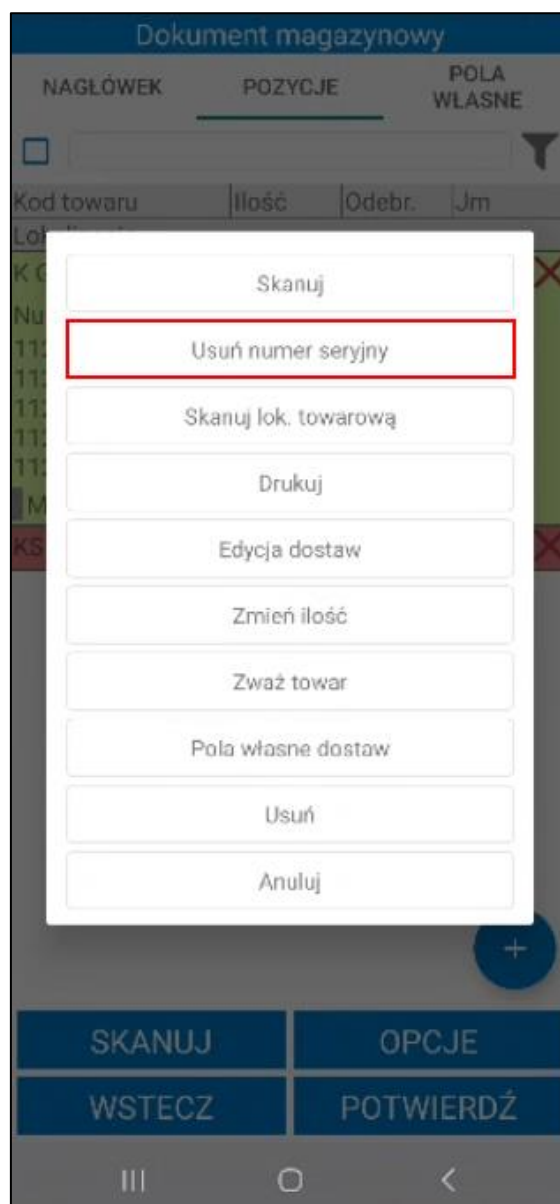 Dokument magazynowy
NAGŁÓWEK
POZYCJE
POLA
WŁASNE
Kod towaru
Ilość
Odebr.
Jm
Skanuj
Usuń numer seryjny
Skanuj lok. towarową
Drukuj
Edycja dostaw
Zmień ilość
Zważ towar
Pola własne dostaw
Usuń
Anuluj
SKANUJ
OPCJE
WSTECZ
POTWIERDŹ